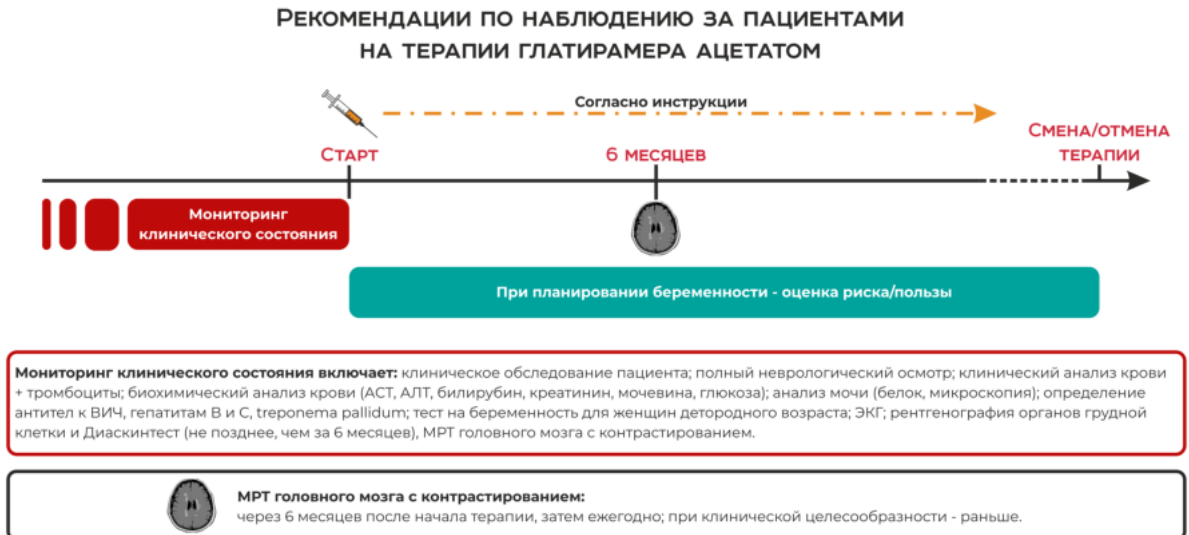 Рекомендации по наблюдению за пациентами
на терапии глатирамера ацетатом
Согласно инструкции
Старт
6 месяцев
Смена/отмена
терапии
Мониторинг
клинического состояния
При планировании беременности - оценка риска/пользы
Мониторинг клинического состояния включает: клиническое обследование пациента; полный неврологический осмотр; клинический анализ крови
+ тромбоциты; биохимический анализ крови (АСТ, АЛТ, билирубин, креатинин, мочевина, глюкоза); анализ мочи (белок, микроскопия); определение
антител к ВИЧ, гепатитам B и C, treponema pallidum; тест на беременность для женщин детородного возраста; ЭКГ; рентгенография органов грудной
клетки и Диаскинтест (не позднее, чем за 6 месяцев), МРТ головного мозга с контрастированием.
МРТ головного мозга с контрастированием:
через 6 месяцев после начала терапии, затем ежегодно; при клинической целесообразности - раньше.